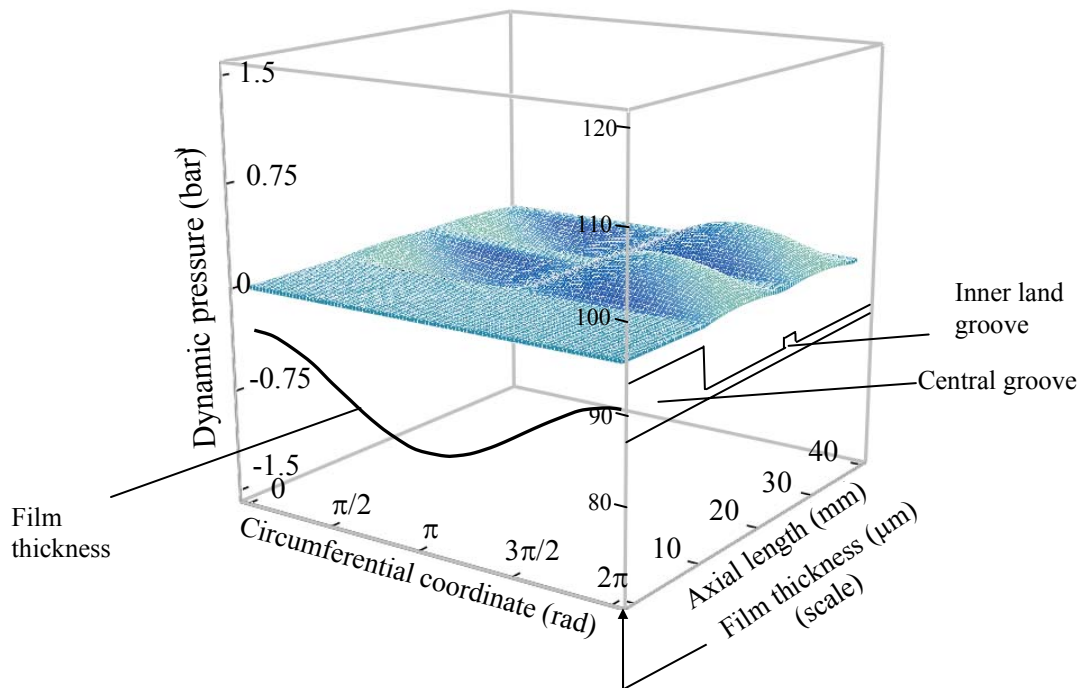 1.5
0.75
0
-0.75
-1.5
Dynamic pressure (bar)
120
110
100
90
80
Inner land
groove
Central groove
Film
thickness
0
π/2
π
3π/2
2π
Circumferential coordinate (rad)
10
20
30
40
Axial length (mm)
Film thickness (μm)
(scale)